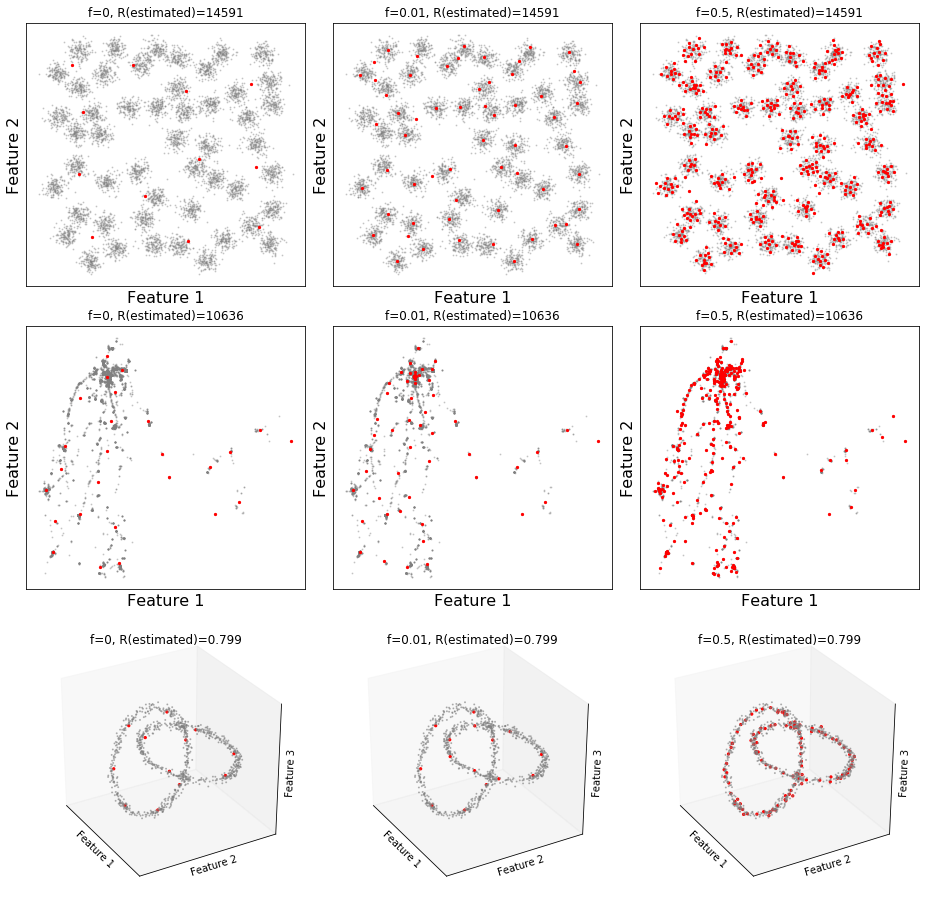 f=0, R(estimated)=14591
f=0.01, R(estimated)=14591
f=0.5, R(estimated)=14591
Feature 2
Feature 2
Feature 2
Feature 1
Feature 1
Feature 1
f=0, R(estimated)=10636
f=0.01, R(estimated)=10636
f=0.5, R(estimated)=10636
Feature 2
Feature 2
Feature 2
Feature 1
Feature 1
Feature 1
f=0, R(estimated)=0.799
f=0.01, R(estimated)=0.799
f=0.5, R(estimated)=0.799
Feature 1
Feature 2
Feature 3
Feature 1
Feature 2
Feature 3
Feature 1
Feature 2
Feature 3